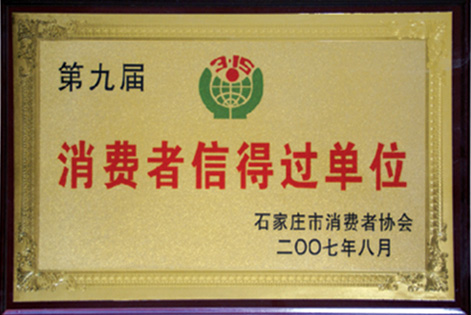 3·15
第九届
消费者信得过单位
石家庄市消费者协会
二〇〇七年八月